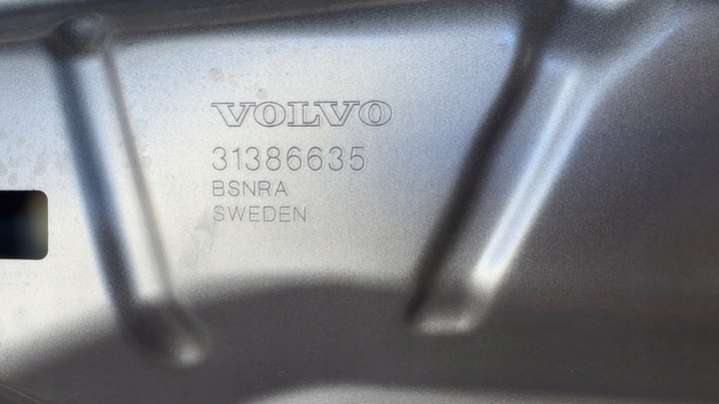 VOLVO
31386635
BSNRA
SWEDEN